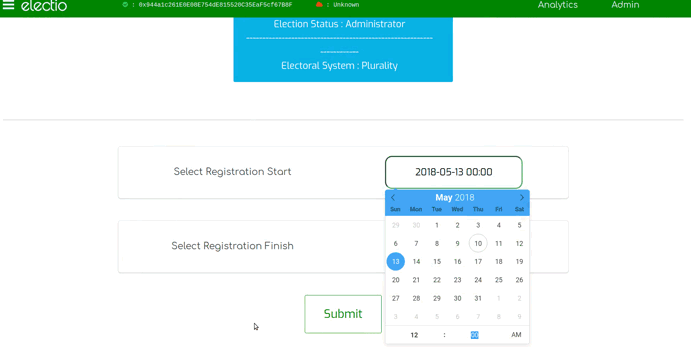 electio
: 0x944a1c261E0E08E754dE815520C35EaF5cf67B8F
: Unknown
Analytics
Admin
Election Status : Administrator
Electoral System : Plurality
Select Registration Start
2018-05-13 00:00
May 2018
Sun Mon Tue Wed Thu Fri Sat
29 30 1 2 3 4 5
6 7 8 9 10 11 12
13 14 15 16 17 18 19
20 21 22 23 24 25 26
27 28 29 30 31 1 2
3 4 5 6 7 8 9
12 : 00 AM
Select Registration Finish
Submit